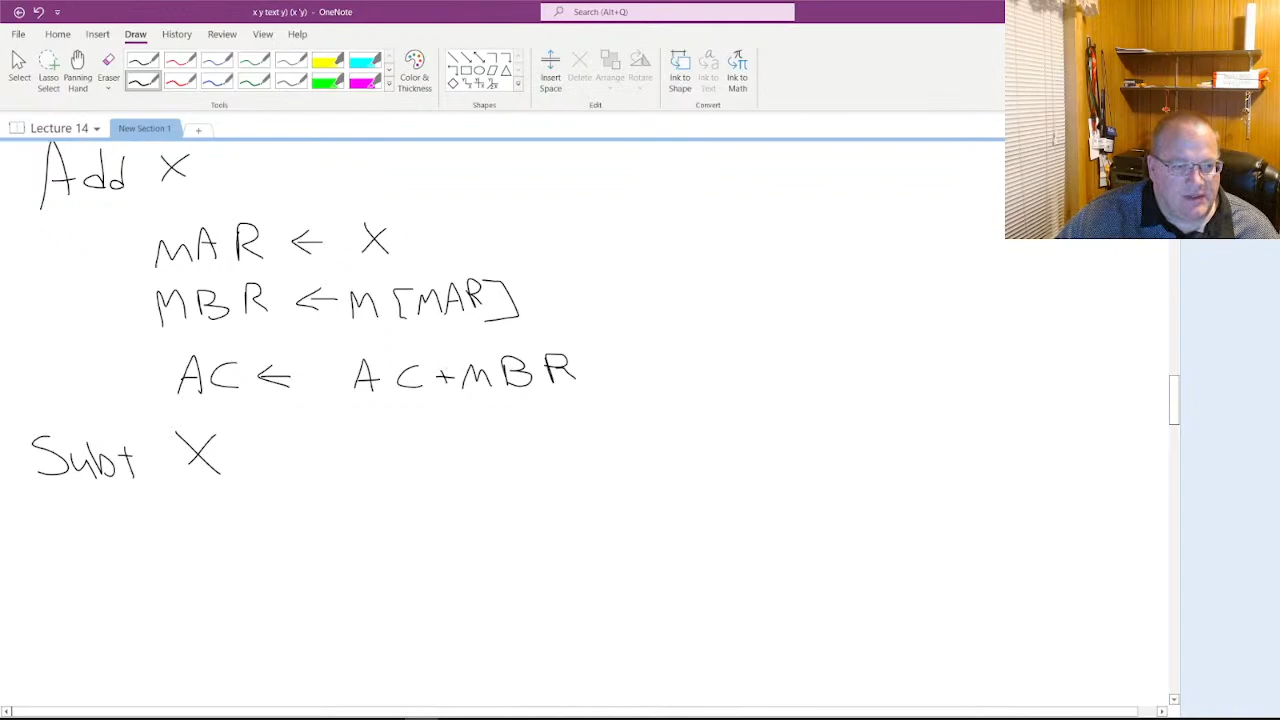 x y text y) (x 'y) - OneNote
Search (Alt+Q)
File Home Insert Draw History Review View Help
Select Lasso Select Panning Hand Erase Color & Thickness Insert Space Delete Arrange Rotate Ink to Shape Ink to Text Ink to Math
Tools Shapes Edit Convert
Lecture 14 New Section 1 +
Add X
MAR ← X
MBR ← M [MAR]
AC ← AC+MBR
Subt X